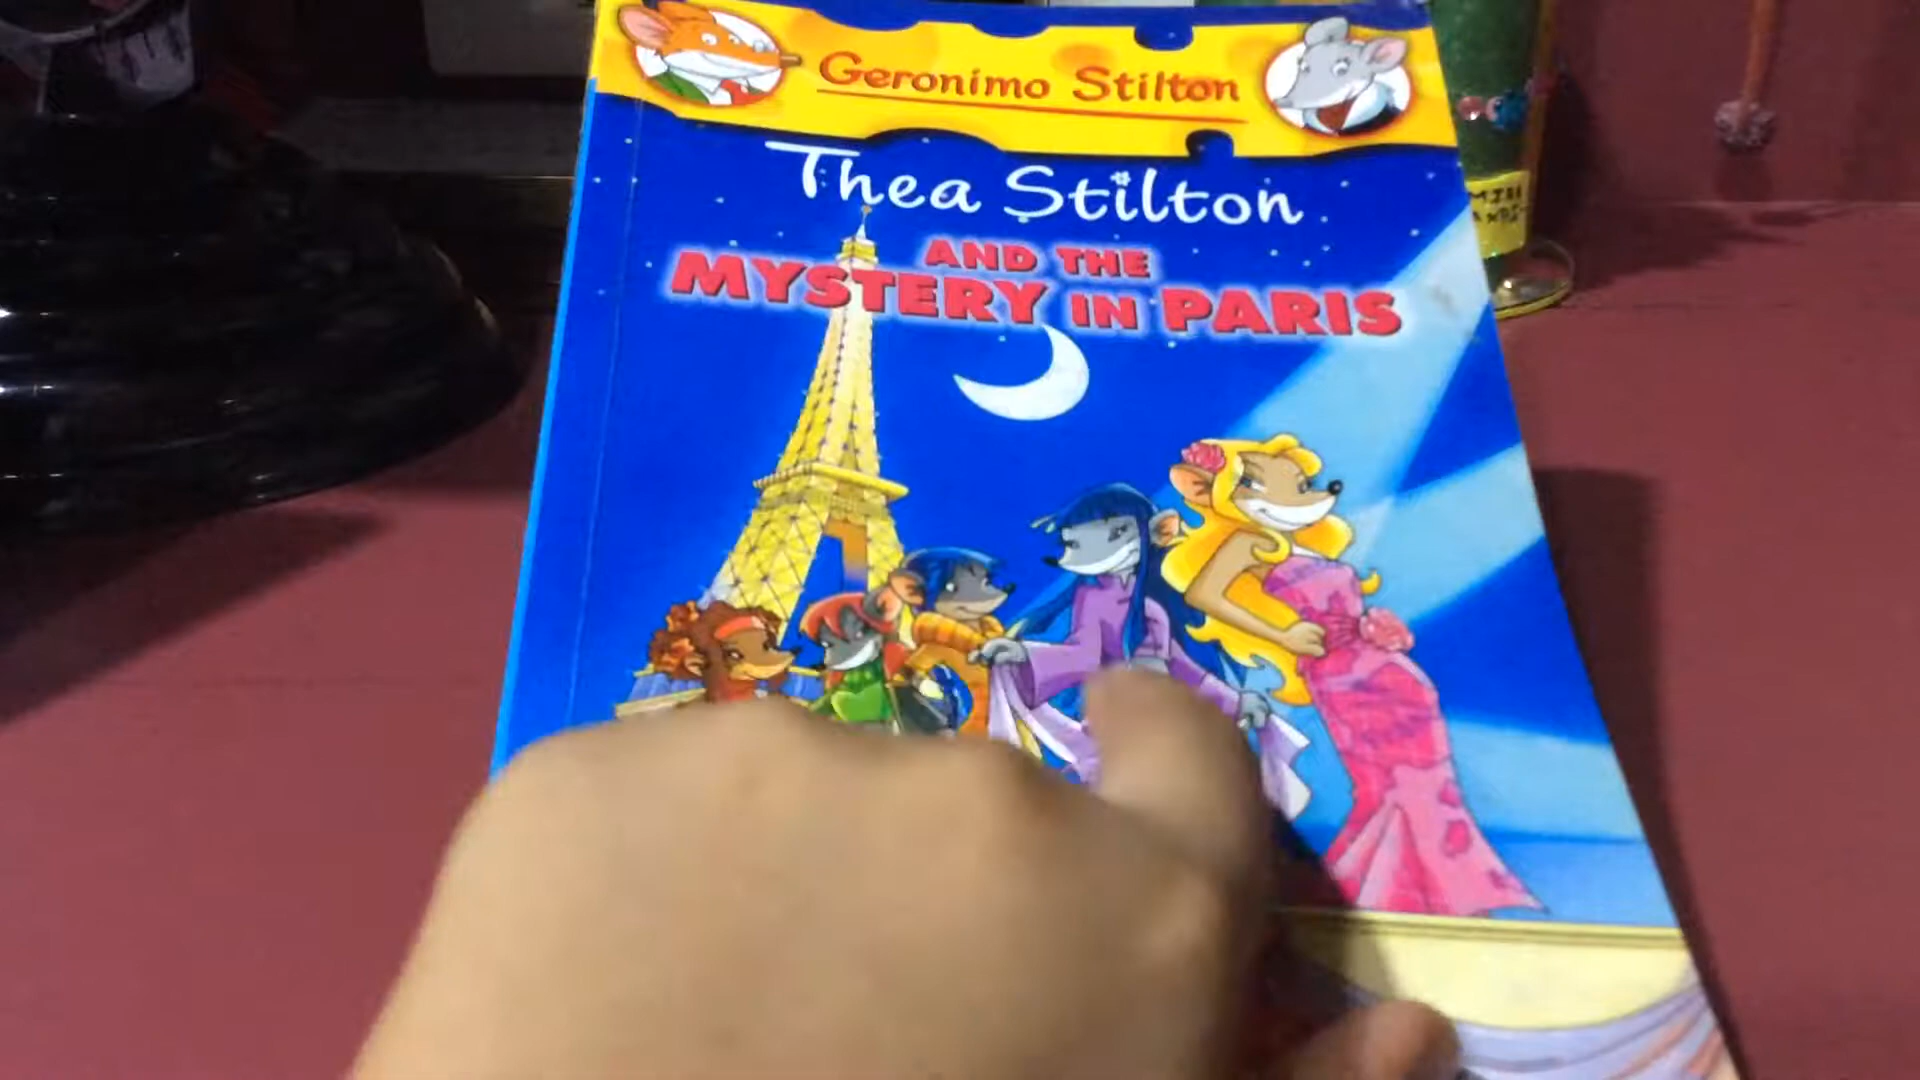 Geronimo Stilton
Thea Stilton
AND THE
MYSTERY IN PARIS